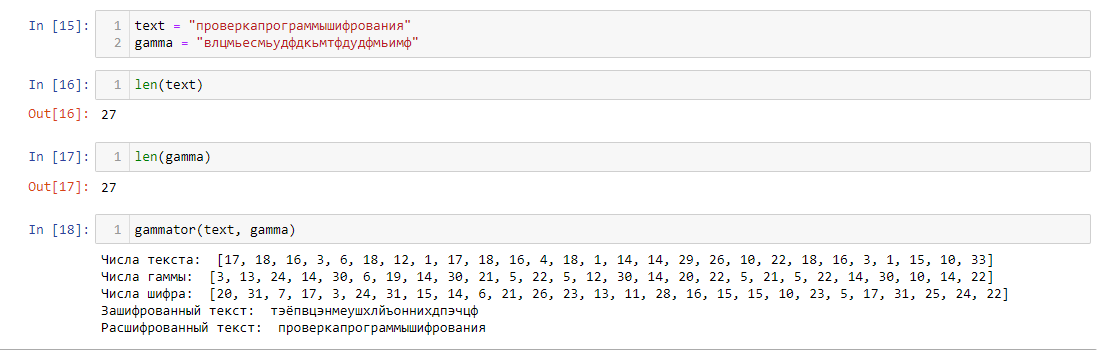 In [15]: 1 text = "проверкапрограммышифрования"
2 gamma = "влцмьесмьудфдкьмтфдудфмьимф"
In [16]: 1 len(text)
Out[16]: 27
In [17]: 1 len(gamma)
Out[17]: 27
In [18]: 1 gammator(text, gamma)
Числа текста:  [17, 18, 16, 3, 6, 18, 12, 1, 17, 18, 16, 4, 18, 1, 14, 14, 29, 26, 10, 22, 18, 16, 3, 1, 15, 10, 33]
Числа гаммы:  [3, 13, 24, 14, 30, 6, 19, 14, 30, 21, 5, 22, 5, 12, 30, 14, 20, 22, 5, 21, 5, 22, 14, 30, 10, 14, 22]
Числа шифра:  [20, 31, 7, 17, 3, 24, 31, 15, 14, 6, 21, 26, 23, 13, 11, 28, 16, 15, 15, 10, 23, 5, 17, 31, 25, 24, 22]
Зашифрованный текст:  тэёпвцэнмеушхлйъоннихдпэчцф
Расшифрованный текст:  проверкапрограммышифрования